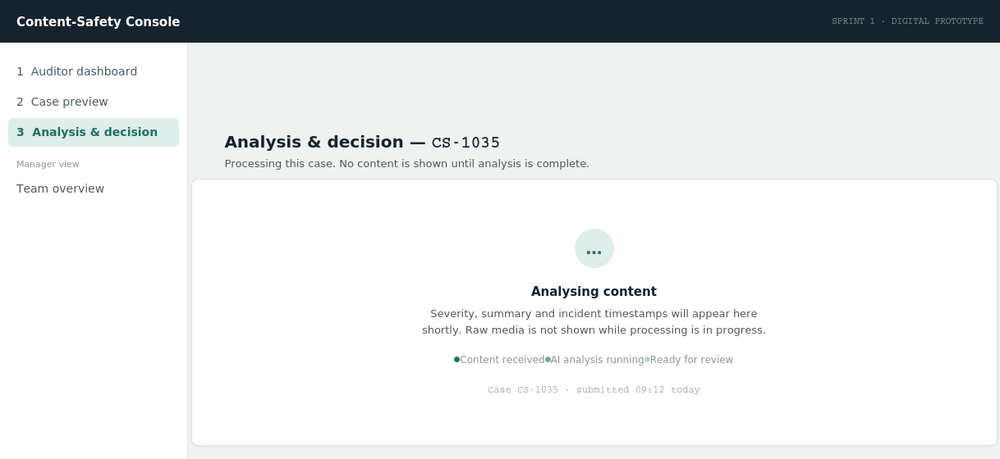 Content-Safety Console
SPRINT 1 · DIGITAL PROTOTYPE
1 Auditor dashboard
2 Case preview
3 Analysis & decision
Manager view
Team overview
Analysis & decision — CS-1035
Processing this case. No content is shown until analysis is complete.
...
Analysing content
Severity, summary and incident timestamps will appear here
shortly. Raw media is not shown while processing is in progress.
●Content received●AI analysis running●Ready for review
Case CS-1035 · submitted 09:12 today